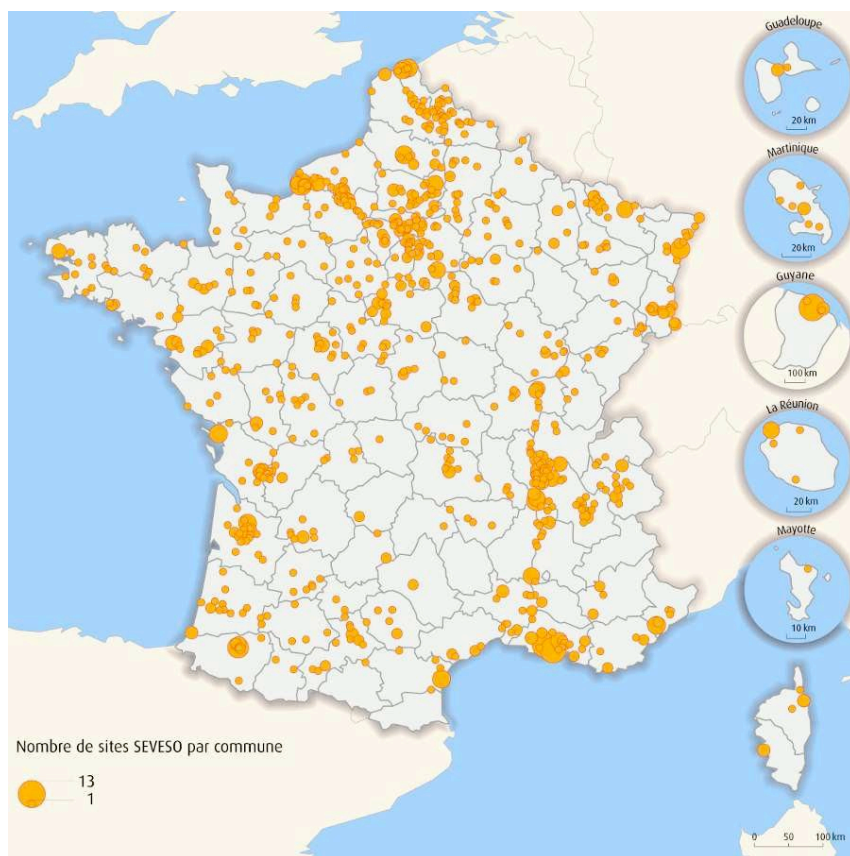 Guadeloupe
20 km
Martinique
20 km
Guyane
100 km
La Réunion
20 km
Mayotte
10 km
Nombre de sites SEVESO par commune
13
1
0 50 100 km